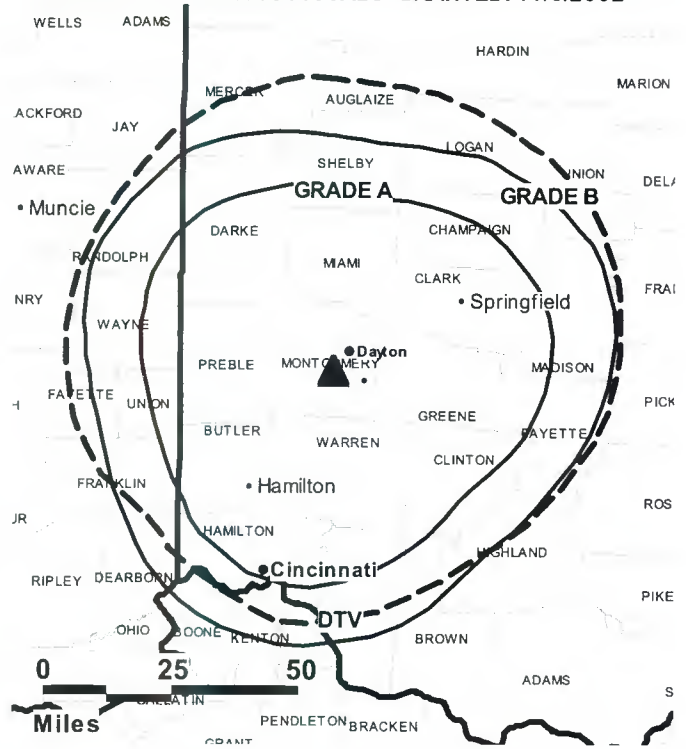 WELLS ADAMS
HARDIN
MERCER
AUGLAIZE
MARION
ACKFORD
JAY
LOGAN
SHELBY
AWARE
UNION
DELA
GRADE A
GRADE B
• Muncie
DARKE
CHAMPAIGN
RANDOLPH
MIAMI
CLARK
NRY
• Springfield
FRAI
WAYNE
• Dayton
PREBLE
MONTGOMERY
MADISON
FAYETTE
UNION
PICK
H
GREENE
BUTLER
WARREN
FAYETTE
CLINTON
FRANKLIN
• Hamilton
ROS
UR
HAMILTON
HIGHLAND
• Cincinnati
RIPLEY
DEARBORN
PIKE
DTV
OHIO
BOONE
KENTON
BROWN
0 25 50
ADAMS
S
GALLATIN
Miles
PENDLETON
BRACKEN
GRANT